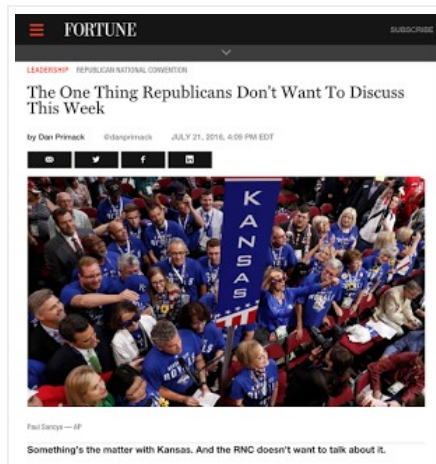 FORTUNE
SUBSCRIBE
LEADERSHIP REPUBLICAN NATIONAL CONVENTION
The One Thing Republicans Don't Want To Discuss
This Week
by Dan Primack @danprimack JULY 21, 2016, 4:09 PM EDT
KANSAS
Paul Sancya — AP
Something's the matter with Kansas. And the RNC doesn't want to talk about it.